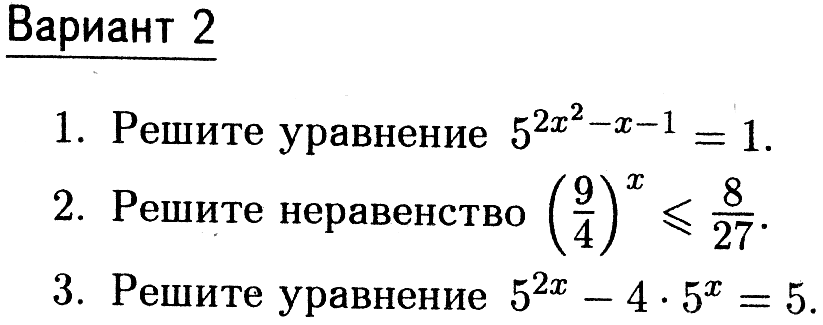 Вариант 2
1. Решите уравнение 5^{2x^2−x−1} = 1.
2. Решите неравенство (9/4)^x ⩽ 8/27.
3. Решите уравнение 5^{2x} − 4 · 5^x = 5.